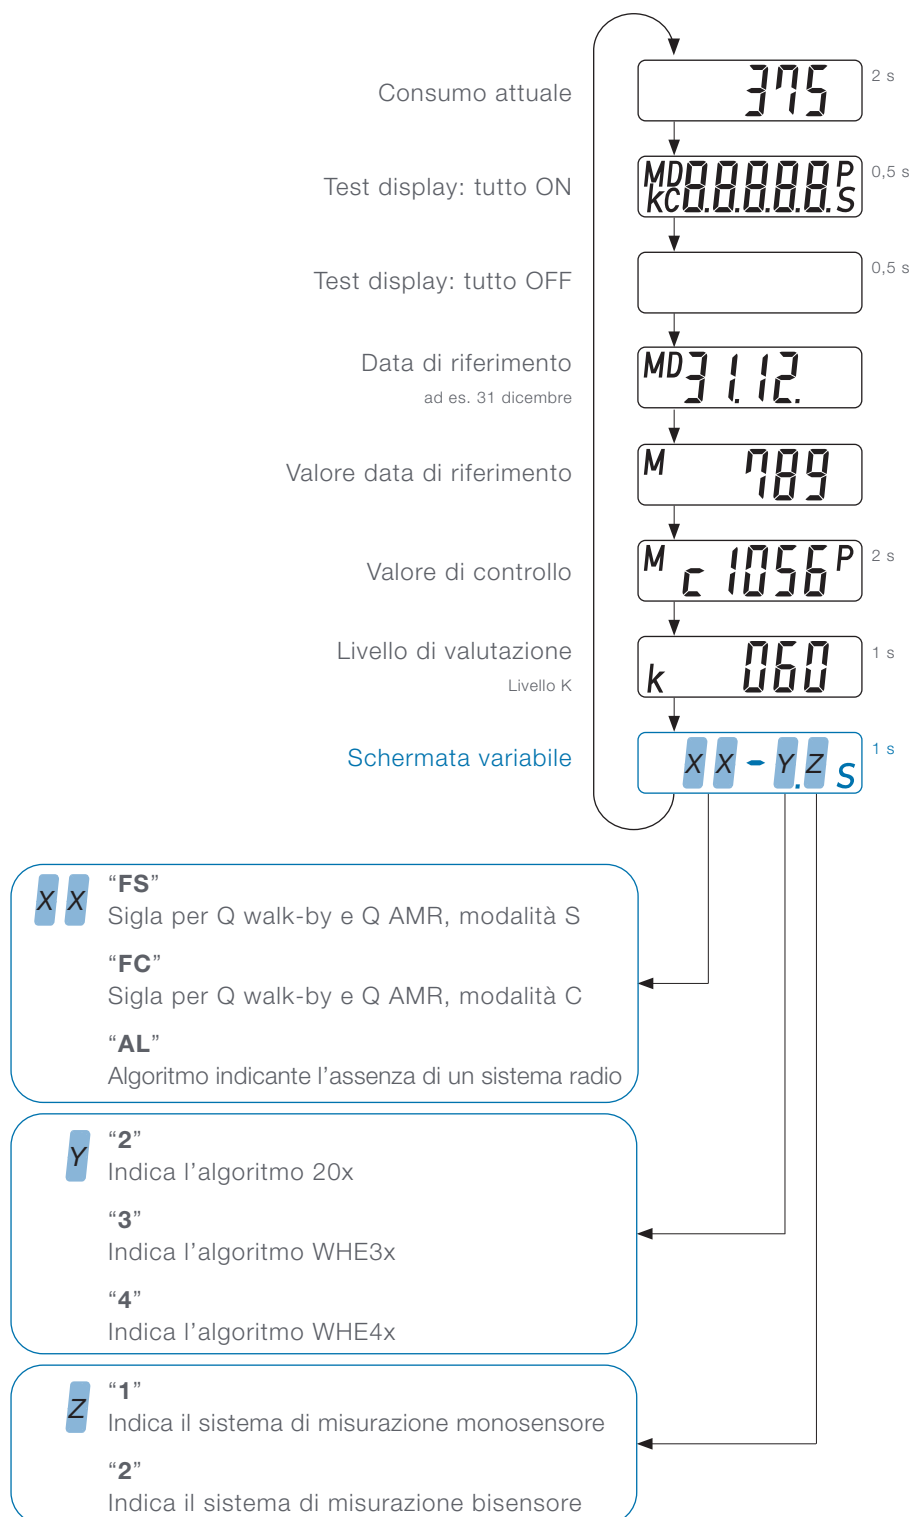 Consumo attuale
375
2 s
Test display: tutto ON
MD
kC
8.8.8.8.8.
P
S
0,5 s
Test display: tutto OFF
0,5 s
Data di riferimento
ad es. 31 dicembre
MD 31.12.
Valore data di riferimento
M 789
Valore di controllo
M c 1056 P
2 s
Livello di valutazione
Livello K
k 060
1 s
Schermata variabile
X X - Y.Z S
1 s
X X
“FS”
Sigla per Q walk-by e Q AMR, modalità S
“FC”
Sigla per Q walk-by e Q AMR, modalità C
“AL”
Algoritmo indicante l’assenza di un sistema radio
Y
“2”
Indica l’algoritmo 20x
“3”
Indica l’algoritmo WHE3x
“4”
Indica l’algoritmo WHE4x
Z
“1”
Indica il sistema di misurazione monosensore
“2”
Indica il sistema di misurazione bisensore